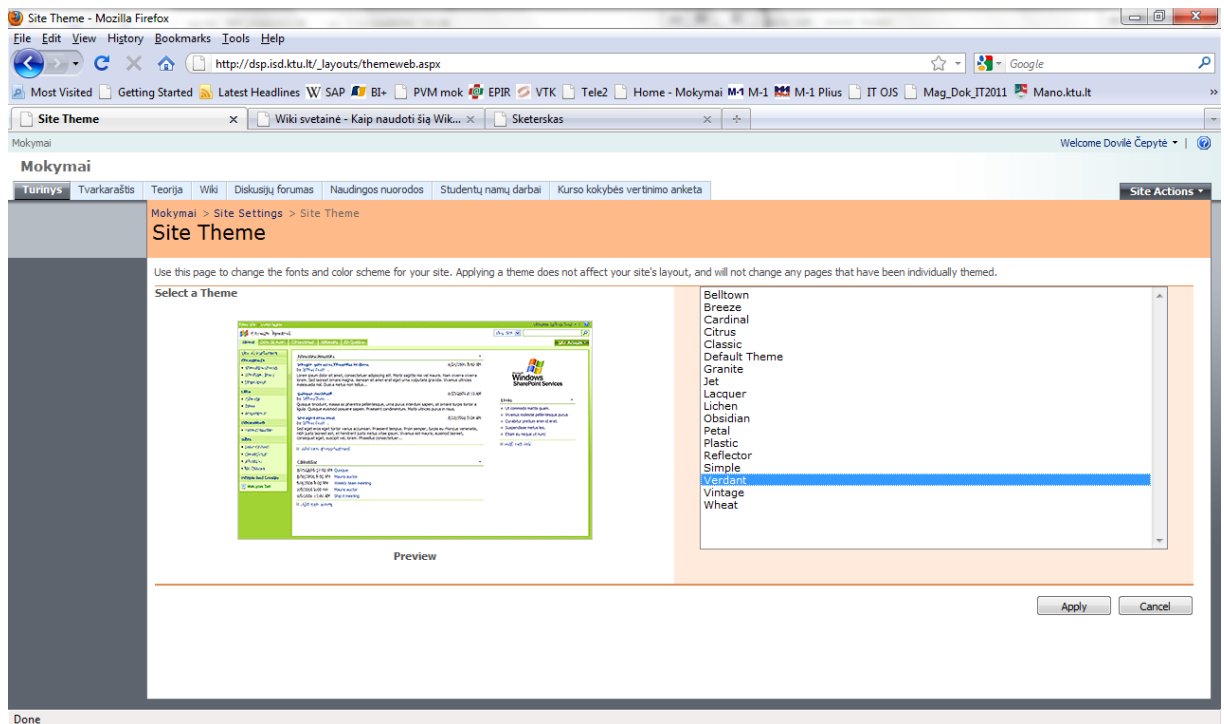 Site Theme - Mozilla Firefox
File Edit View History Bookmarks Tools Help
http://dsp.isd.ktu.lt/_layouts/themeweb.aspx
Google
Most Visited Getting Started Latest Headlines W SAP BI+ PVM mok EPIR VTK Tele2 Home - Mokymai M-1 M-1 M-1 Plius IT OJS Mag_Dok_IT2011 Mano.ktu.lt »
Site Theme Wiki svetainė - Kaip naudoti šią Wik... Sketerskas
Mokymai Welcome Dovilė Čepytė
Mokymai
Turinys Tvarkaraštis Teorija Wiki Diskusijų forumas Naudingos nuorodos Studentų namų darbai Kurso kokybės vertinimo anketa Site Actions
Mokymai > Site Settings > Site Theme
Site Theme
Use this page to change the fonts and color scheme for your site. Applying a theme does not affect your site's layout, and will not change any pages that have been individually themed.
Select a Theme
Windows
SharePoint Services
Preview
Belltown
Breeze
Cardinal
Citrus
Classic
Default Theme
Granite
Jet
Lacquer
Lichen
Obsidian
Petal
Plastic
Reflector
Simple
Verdant
Vintage
Wheat
Apply Cancel
Done